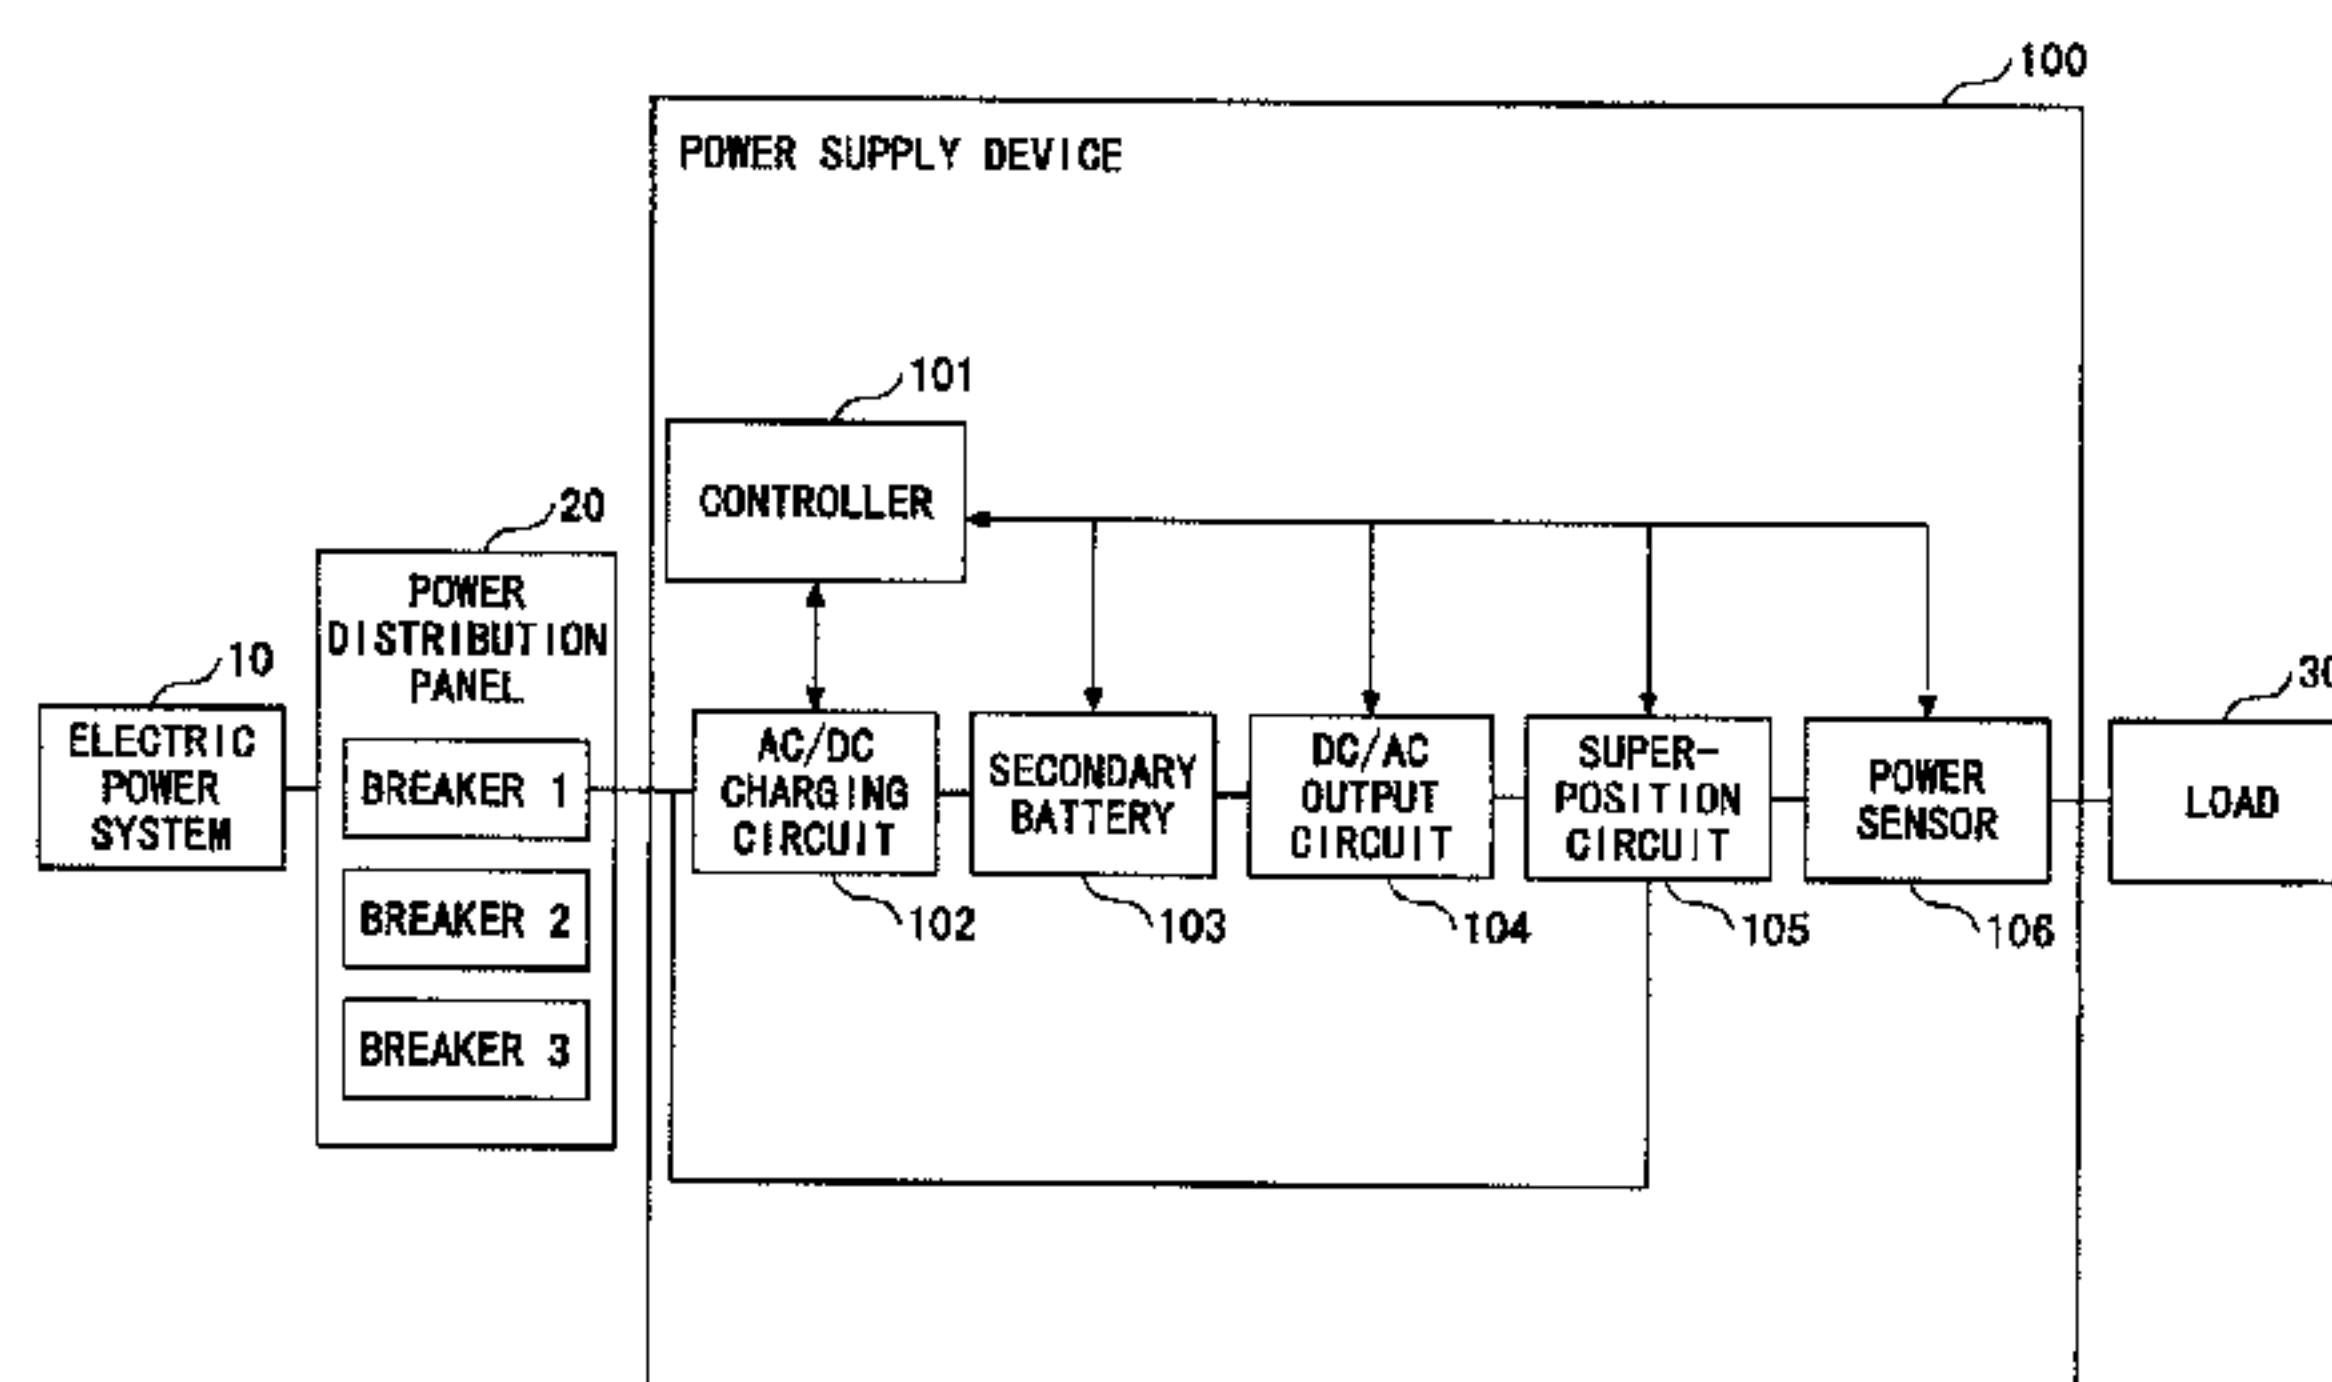 100
POWER SUPPLY DEVICE
101
CONTROLLER
20
POWER
DISTRIBUTION
PANEL
10
ELECTRIC
POWER
SYSTEM
BREAKER 1
BREAKER 2
BREAKER 3
AC/DC
CHARGING
CIRCUIT
102
SECONDARY
BATTERY
103
DC/AC
OUTPUT
CIRCUIT
104
SUPER-
POSITION
CIRCUIT
105
POWER
SENSOR
106
30
LOAD